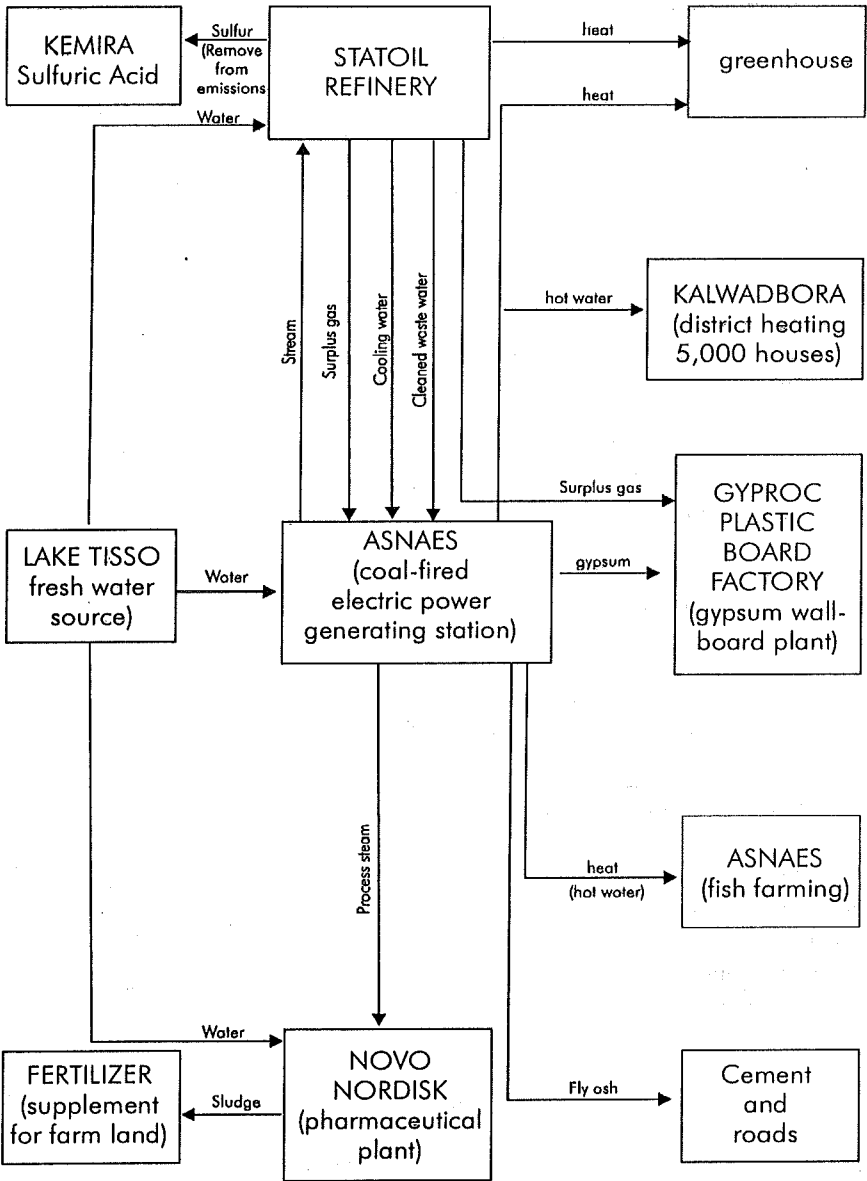 KEMIRA
Sulfuric Acid
Sulfur
(Remove
from
emissions
STATOIL
REFINERY
heat
greenhouse
heat
Water
Stream
Surplus gas
Cooling water
Cleaned waste water
hot water
KALWADBORA
(district heating
5,000 houses)
Surplus gas
GYPROC
PLASTIC
BOARD
FACTORY
(gypsum wall-
board plant)
LAKE TISSO
fresh water
source)
Water
ASNAES
(coal-fired
electric power
generating station)
gypsum
Process steam
heat
(hot water)
ASNAES
(fish farming)
Water
FERTILIZER
(supplement
for farm land)
Sludge
NOVO
NORDISK
(pharmaceutical
plant)
Fly osh
Cement
and
roads